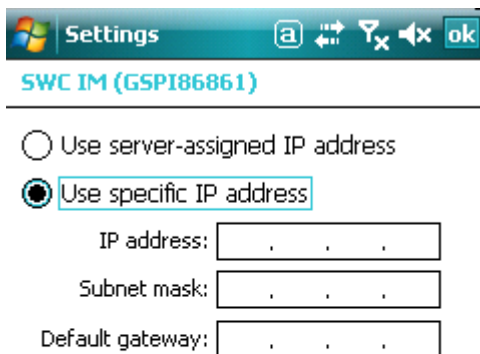 Settings a ok
SWC IM (GSPI86861)
Use server-assigned IP address
Use specific IP address
IP address: . . .
Subnet mask: . . .
Default gateway: . . .